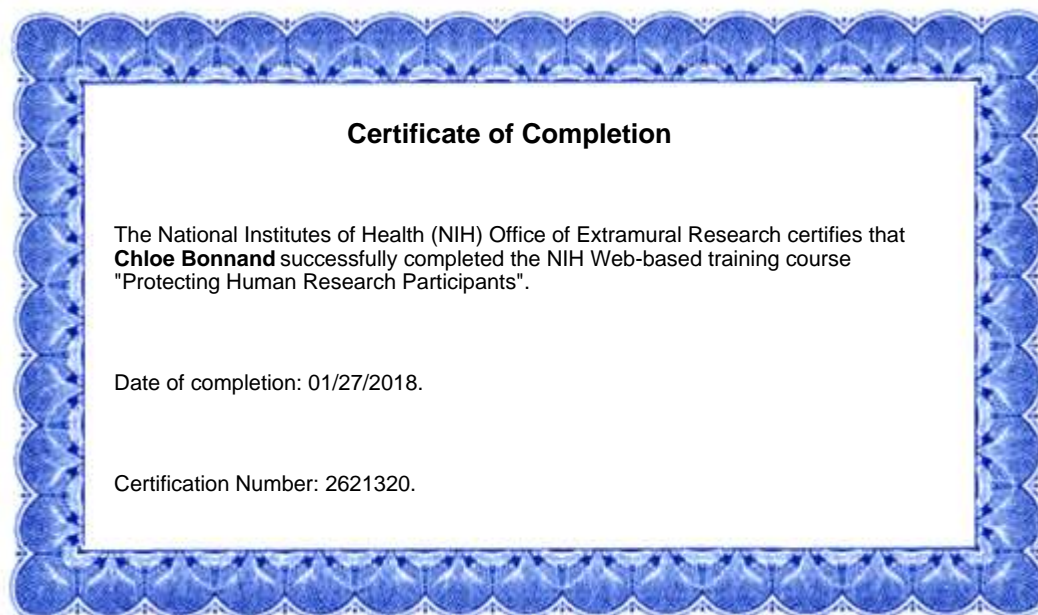 Certificate of Completion
The National Institutes of Health (NIH) Office of Extramural Research certifies that
Chloe Bonnand successfully completed the NIH Web-based training course
"Protecting Human Research Participants".
Date of completion: 01/27/2018.
Certification Number: 2621320.